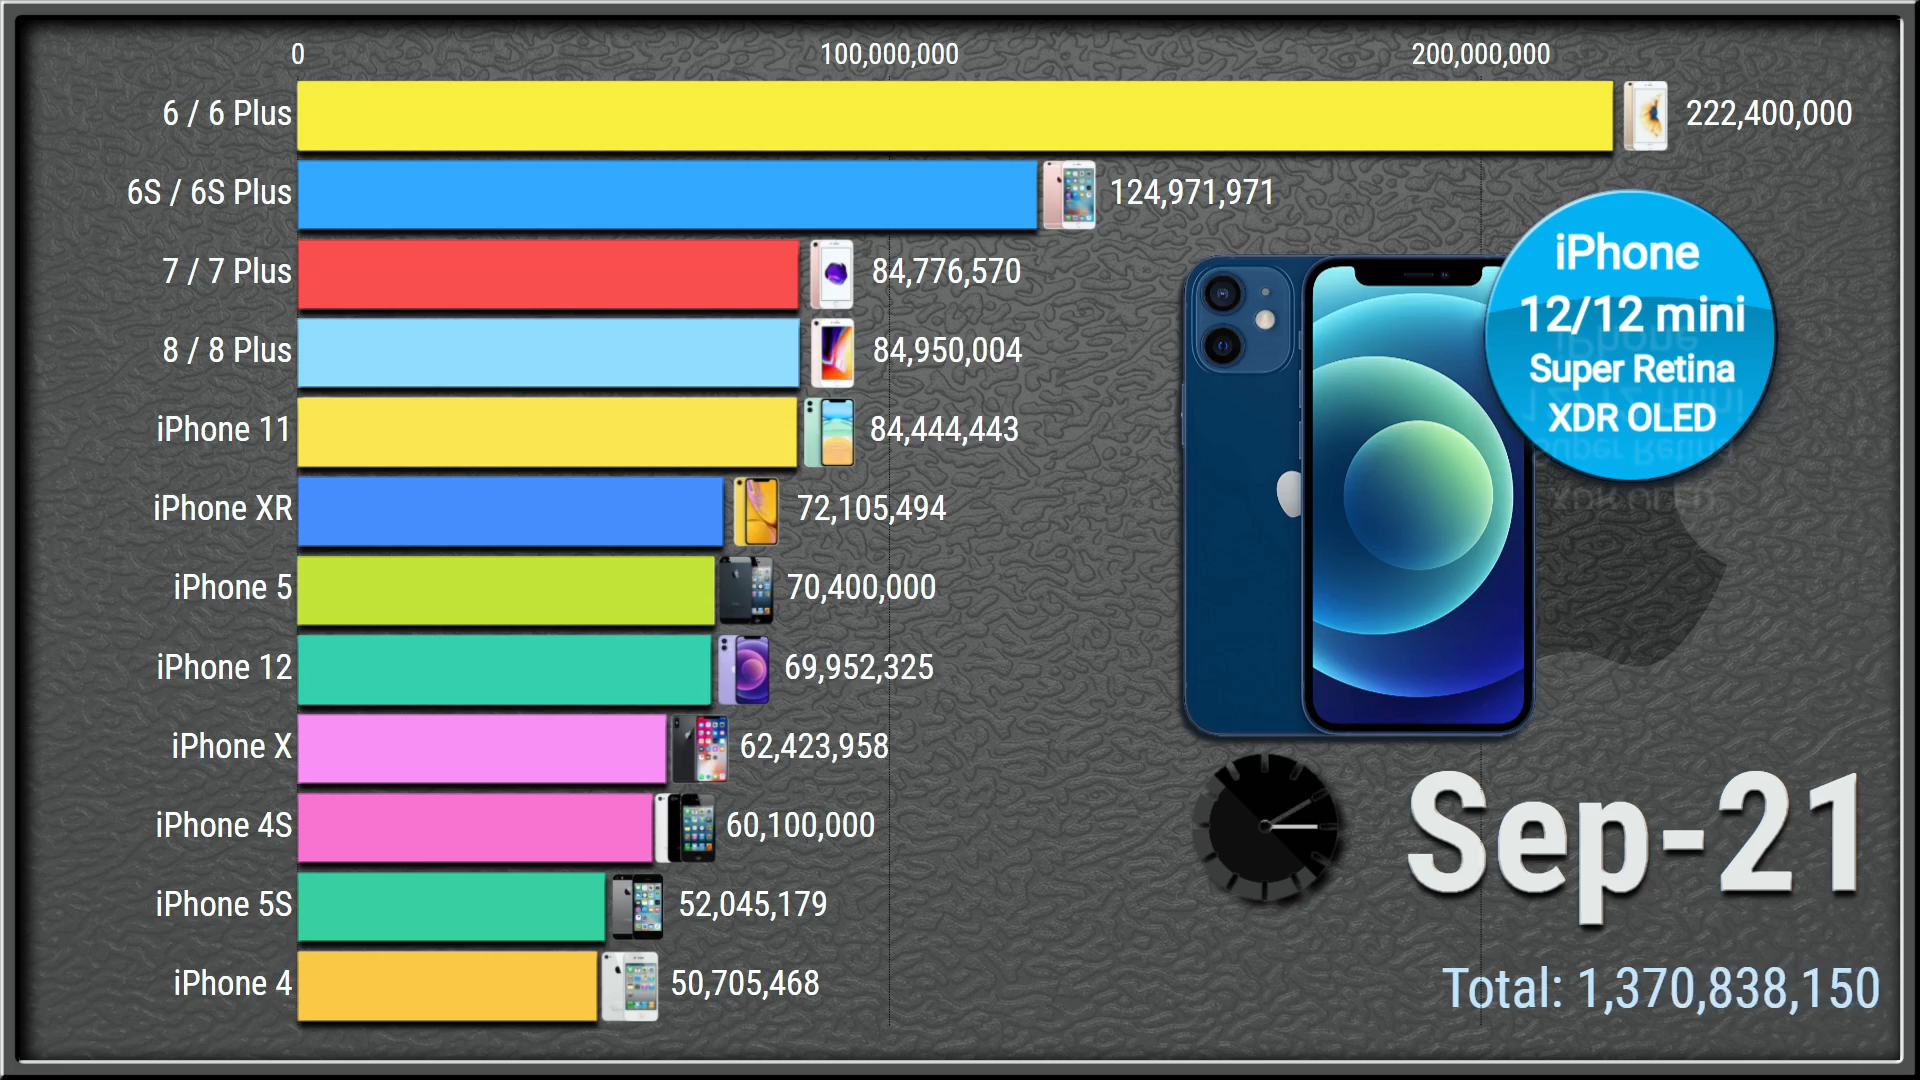 0 100,000,000 200,000,000
6 / 6 Plus 222,400,000
6S / 6S Plus 124,971,971
7 / 7 Plus 84,776,570
8 / 8 Plus 84,950,004
iPhone 11 84,444,443
iPhone XR 72,105,494
iPhone 5 70,400,000
iPhone 12 69,952,325
iPhone X 62,423,958
iPhone 4S 60,100,000
iPhone 5S 52,045,179
iPhone 4 50,705,468
iPhone
12/12 mini
Super Retina
XDR OLED
Sep-21
Total: 1,370,838,150